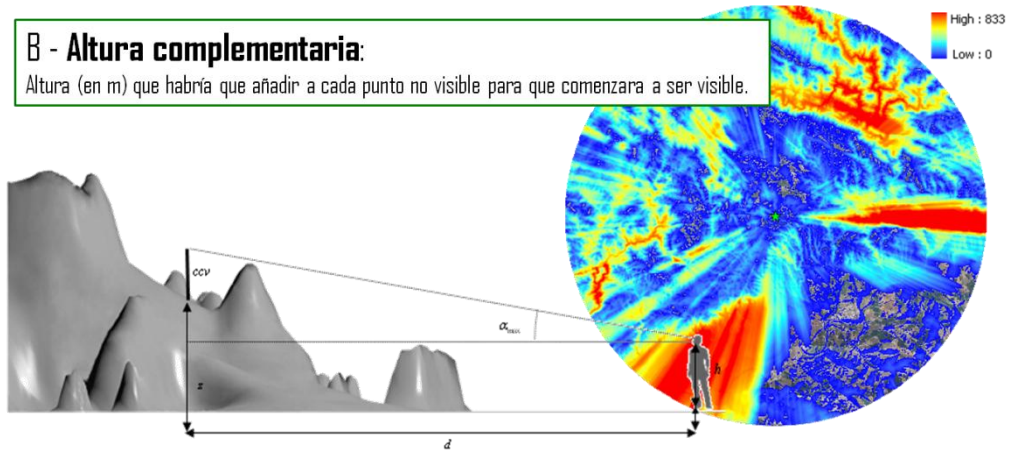 B - Altura complementaria:
Altura (en m) que habría que añadir a cada punto no visible para que comenzara a ser visible.
High : 833
Low : 0
ccv
α max
z
h
d